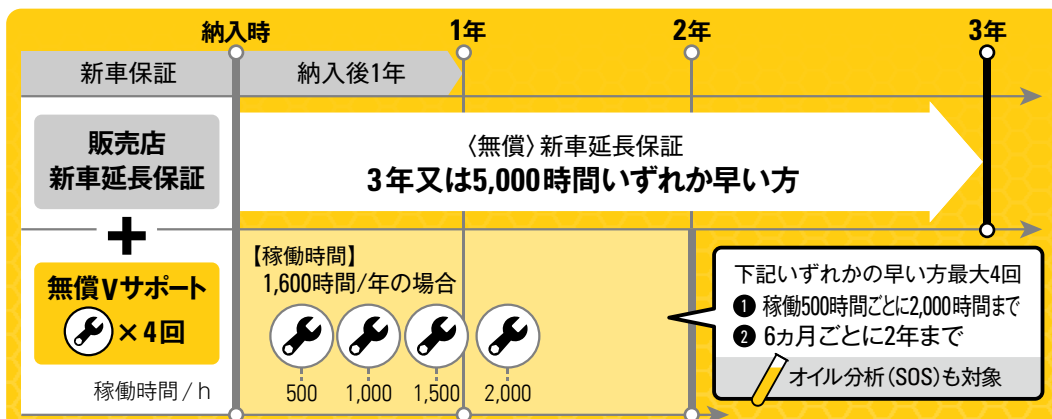 納入時
1年
2年
3年
新車保証
納入後1年
販売店
新車延長保証
〈無償〉新車延長保証
3年又は5,000時間いずれか早い方
+
無償Vサポート
×4回
【稼働時間】
1,600時間/年の場合
500
1,000
1,500
2,000
稼働時間/h
下記いずれかの早い方最大4回
❶ 稼働500時間ごとに2,000時間まで
❷ 6ヵ月ごとに2年まで
オイル分析(SOS)も対象